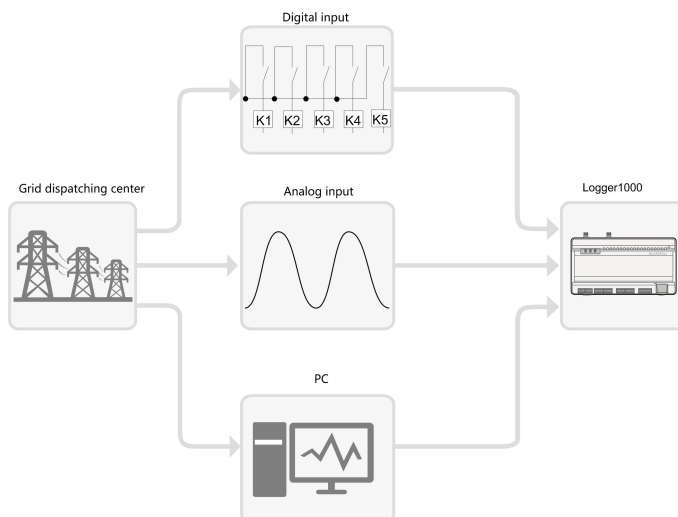 Digital input
K1 K2 K3 K4 K5
Grid dispatching center
Analog input
Logger1000
PC